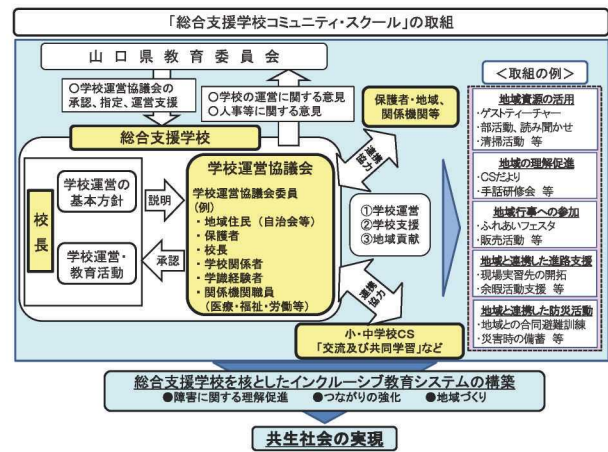 「総合支援学校コミュニティ・スクール」の取組
山口県教育委員会
○学校運営協議会の
承認、指定、運営支援
○学校の運営に関する意見
○人事等に関する意見
総合支援学校
校長
学校運営の
基本方針
説明
学校運営・
教育活動
承認
学校運営協議会
学校運営協議会委員
(例)
・地域住民（自治会等）
・保護者
・校長
・学校関係者
・学識経験者
・関係機関職員
（医療・福祉・労働等）
保護者・地域、
関係機関等
連携
協力
①学校運営
②学校支援
③地域貢献
連携
協力
小・中学校CS
「交流及び共同学習」など
＜取組の例＞
地域資源の活用
・ゲストティーチャー
・部活動、読み聞かせ
・清掃活動 等
地域の理解促進
・CSだより
・手話研修会 等
地域行事への参加
・ふれあいフェスタ
・販売活動 等
地域と連携した進路支援
・現場実習先の開拓
・余暇活動支援 等
地域と連携した防災活動
・地域との合同避難訓練
・災害時の備蓄 等
総合支援学校を核としたインクルーシブ教育システムの構築
●障害に関する理解促進 ●つながりの強化 ●地域づくり
共生社会の実現